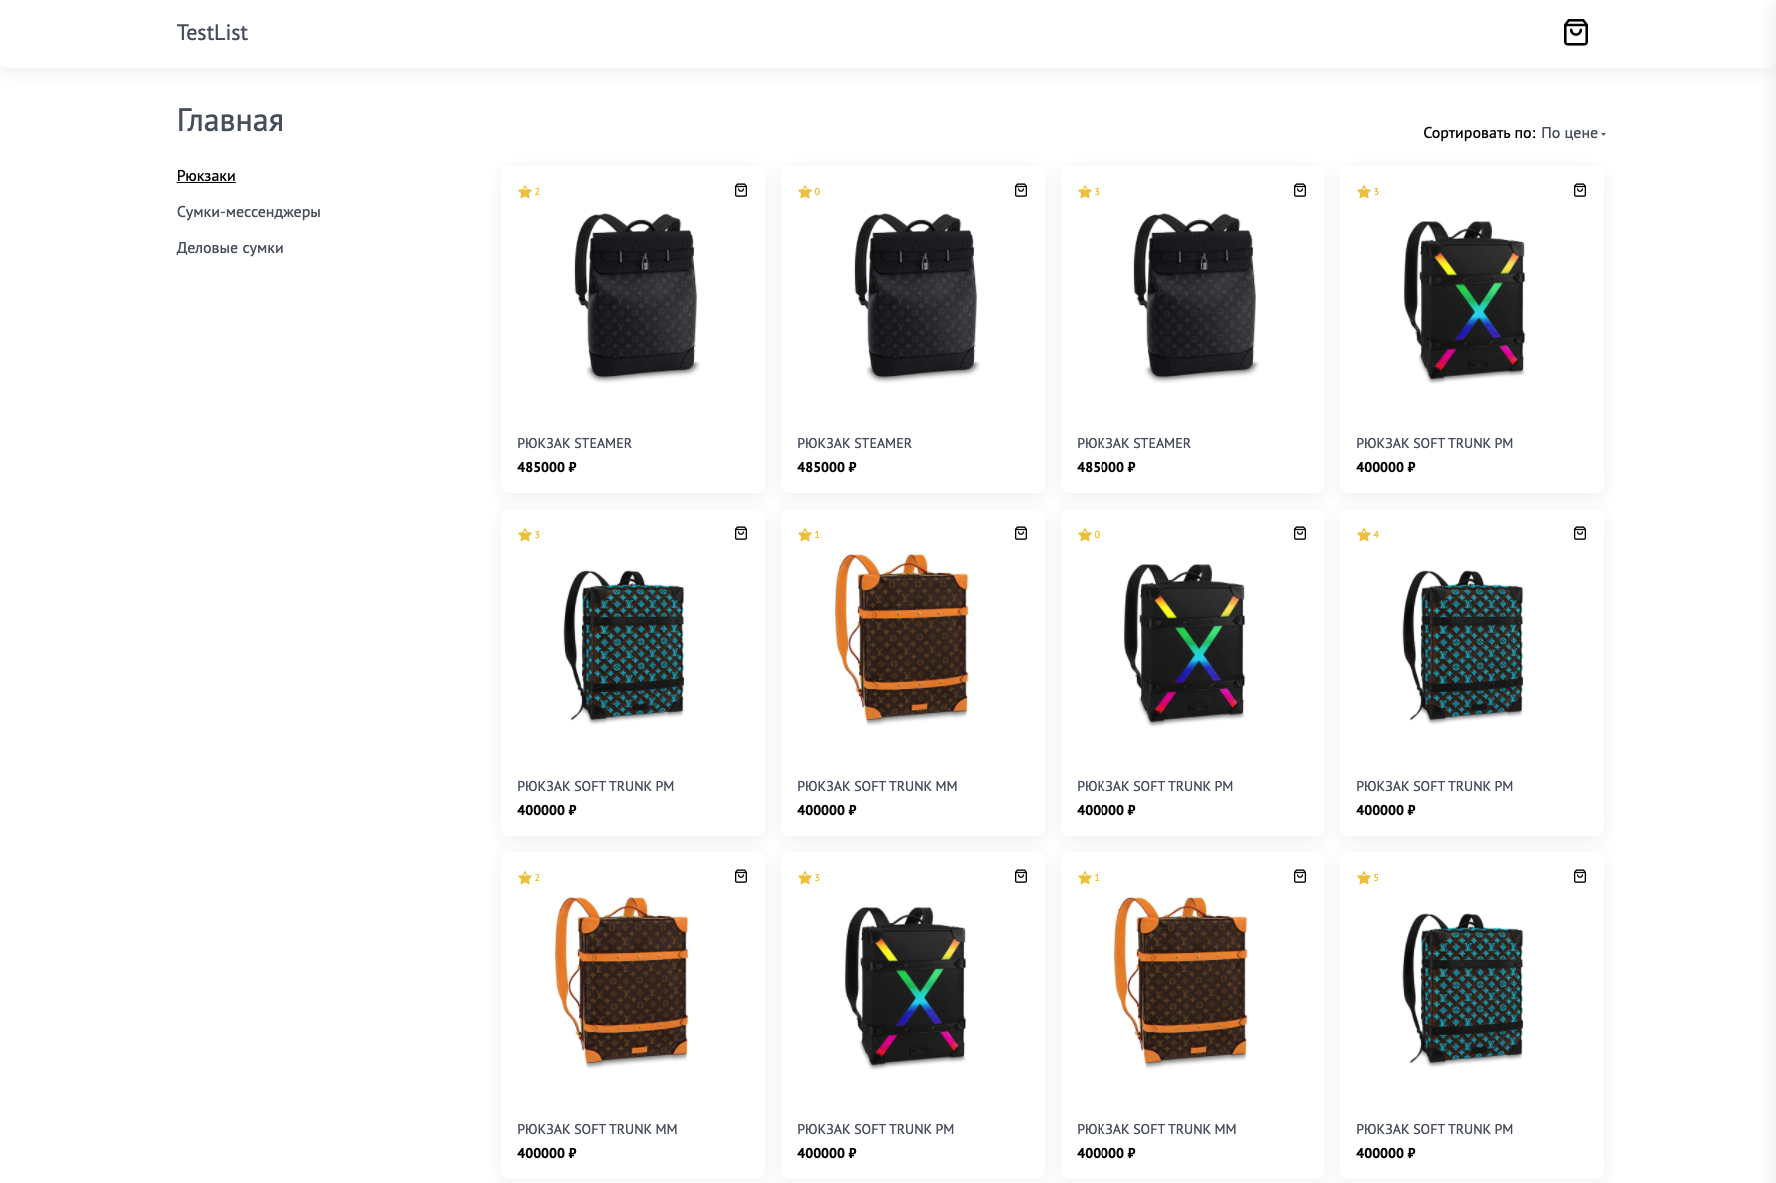 TestList
Главная
Сортировать по: По цене
Рюкзаки
Сумки-мессенджеры
Деловые сумки
2
0
3
3
РЮКЗАК STEAMER
485000 ₽
РЮКЗАК STEAMER
485000 ₽
РЮКЗАК STEAMER
485000 ₽
РЮКЗАК SOFT TRUNK PM
400000 ₽
3
1
0
4
РЮКЗАК SOFT TRUNK PM
400000 ₽
РЮКЗАК SOFT TRUNK MM
400000 ₽
РЮКЗАК SOFT TRUNK PM
400000 ₽
РЮКЗАК SOFT TRUNK PM
400000 ₽
2
3
1
5
РЮКЗАК SOFT TRUNK MM
400000 ₽
РЮКЗАК SOFT TRUNK PM
400000 ₽
РЮКЗАК SOFT TRUNK MM
400000 ₽
РЮКЗАК SOFT TRUNK PM
400000 ₽